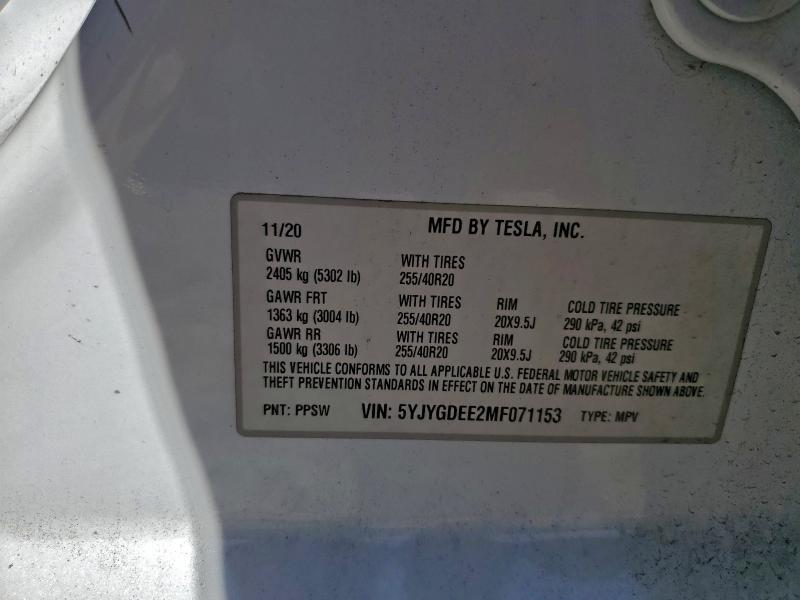 11/20 MFD BY TESLA, INC.
GVWR WITH TIRES
2405 kg (5302 lb) 255/40R20
GAWR FRT WITH TIRES RIM COLD TIRE PRESSURE
1363 kg (3004 lb) 255/40R20 20X9.5J 290 kPa, 42 psi
GAWR RR WITH TIRES RIM COLD TIRE PRESSURE
1500 kg (3306 lb) 255/40R20 20X9.5J 290 kPa, 42 psi
THIS VEHICLE CONFORMS TO ALL APPLICABLE U.S. FEDERAL MOTOR VEHICLE SAFETY AND
THEFT PREVENTION STANDARDS IN EFFECT ON THE DATE OF MANUFACTURE SHOWN ABOVE.
PNT: PPSW VIN: 5YJYGDEE2MF071153 TYPE: MPV